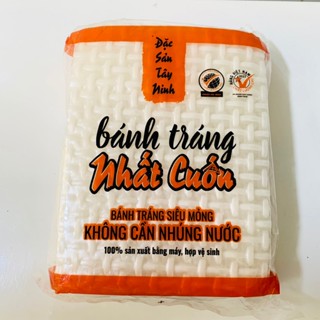 Đặc
Sản
Tây
Ninh
bánh tráng
Nhất Cuốn
BÁNH TRÁNG SIÊU MỎNG
KHÔNG CẦN NHÚNG NƯỚC
100% sản xuất bằng máy, hợp vệ sinh